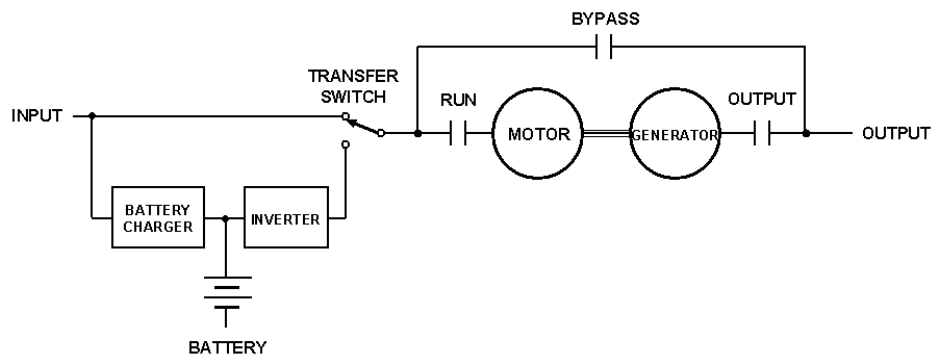 BYPASS
TRANSFER
SWITCH
INPUT
RUN
MOTOR
GENERATOR
OUTPUT
OUTPUT
BATTERY
CHARGER
INVERTER
BATTERY